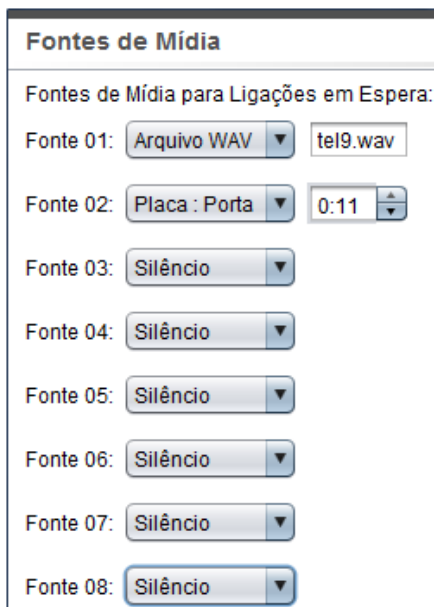 Fontes de Mídia
Fontes de Mídia para Ligações em Espera:
Fonte 01: Arquivo WAV tel9.wav
Fonte 02: Placa : Porta 0:11
Fonte 03: Silêncio
Fonte 04: Silêncio
Fonte 05: Silêncio
Fonte 06: Silêncio
Fonte 07: Silêncio
Fonte 08: Silêncio